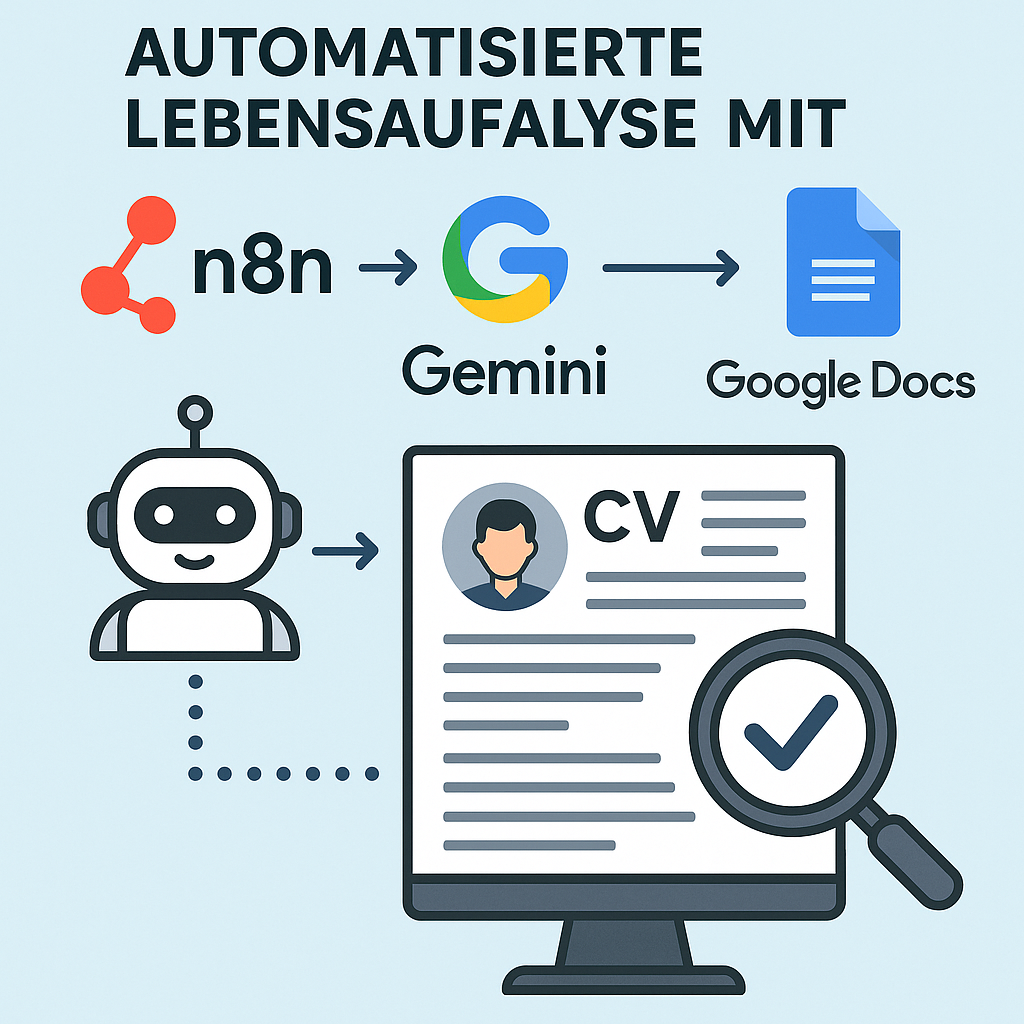 AUTOMATISIERTE
LEBENSAUFALYSE MIT
n8n
Gemini
Google Docs
CV